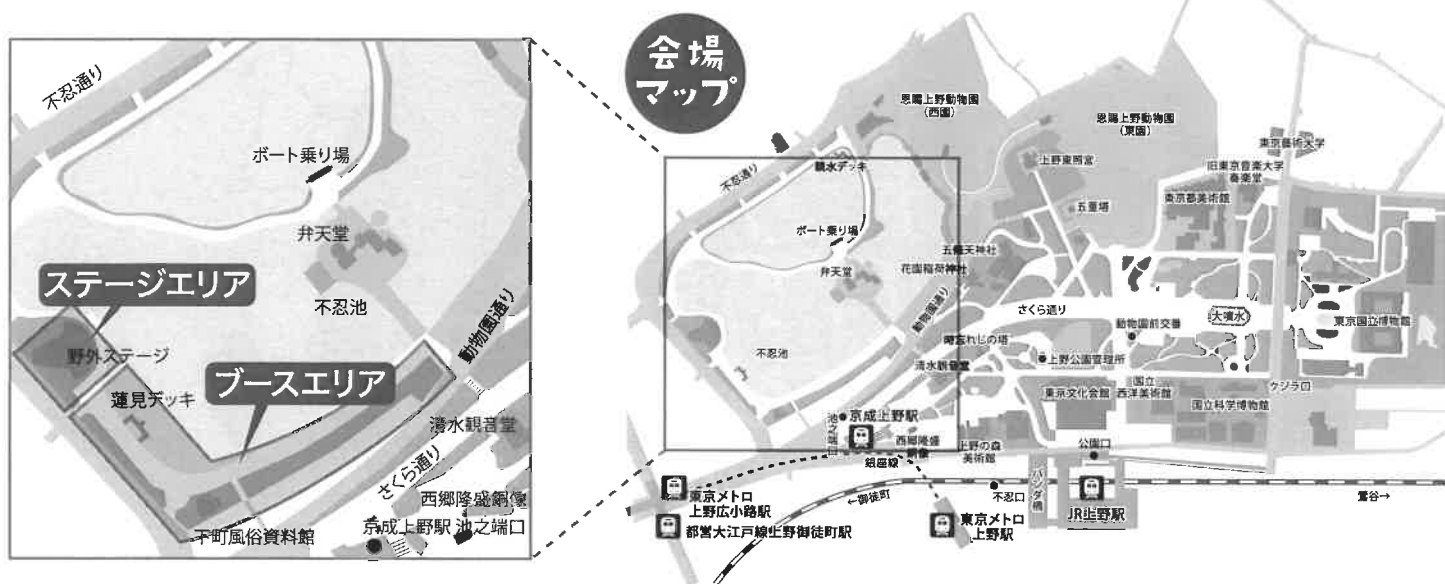 会場
マップ
不忍通り
ボート乗り場
弁天堂
ステージエリア
不忍池
動物園通り
野外ステージ
ブースエリア
蓮見デッキ
清水観音堂
さくら通り
西郷隆盛銅像
京成上野駅 池之端口
下町風俗資料館
恩賜上野動物園
(西園)
恩賜上野動物園
(東園)
東京藝術大学
不忍通り
親水デッキ
上野東照宮
旧東京音楽大学
奏楽堂
東京都美術館
五重塔
ボート乗り場
五條天神社
弁天堂
花園稲荷神社
動物園通り
さくら通り
動物園前交番
大噴水
東京国立博物館
不忍池
時忘れじの塔
上野公園管理所
清水観音堂
東京文化会館
国立
西洋美術館
クジラロ
国立科学博物館
京成上野駅
池之端口
西郷隆盛
銅像
上野の森
美術館
公園口
銀座線
パンダ橋
東京メトロ
上野広小路駅
←御徒町
不忍口
鶯谷→
都営大江戸線上野御徒町駅
東京メトロ
上野駅
JR上野駅